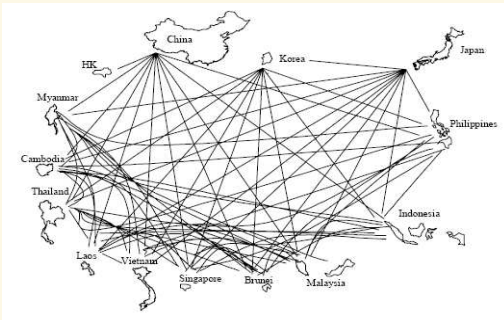 China
Korea
Japan
HK
Myanmar
Philippines
Cambodia
Thailand
Indonesia
Laos
Vietnam
Singapore
Brunei
Malaysia